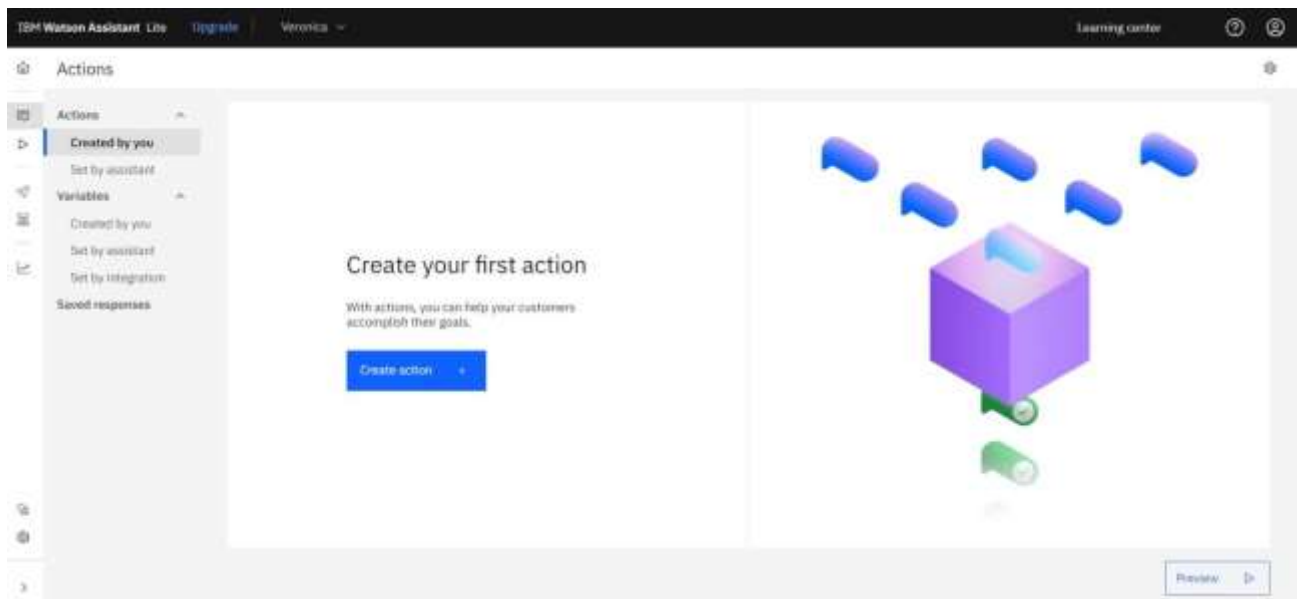 IBM Watson Assistant Lite Upgrade Veronica Learning center
Actions
Actions
Created by you
Set by assistant
Variables
Created by you
Set by assistant
Set by integration
Saved responses
Create your first action
With actions, you can help your customers
accomplish their goals.
Create action +
Preview